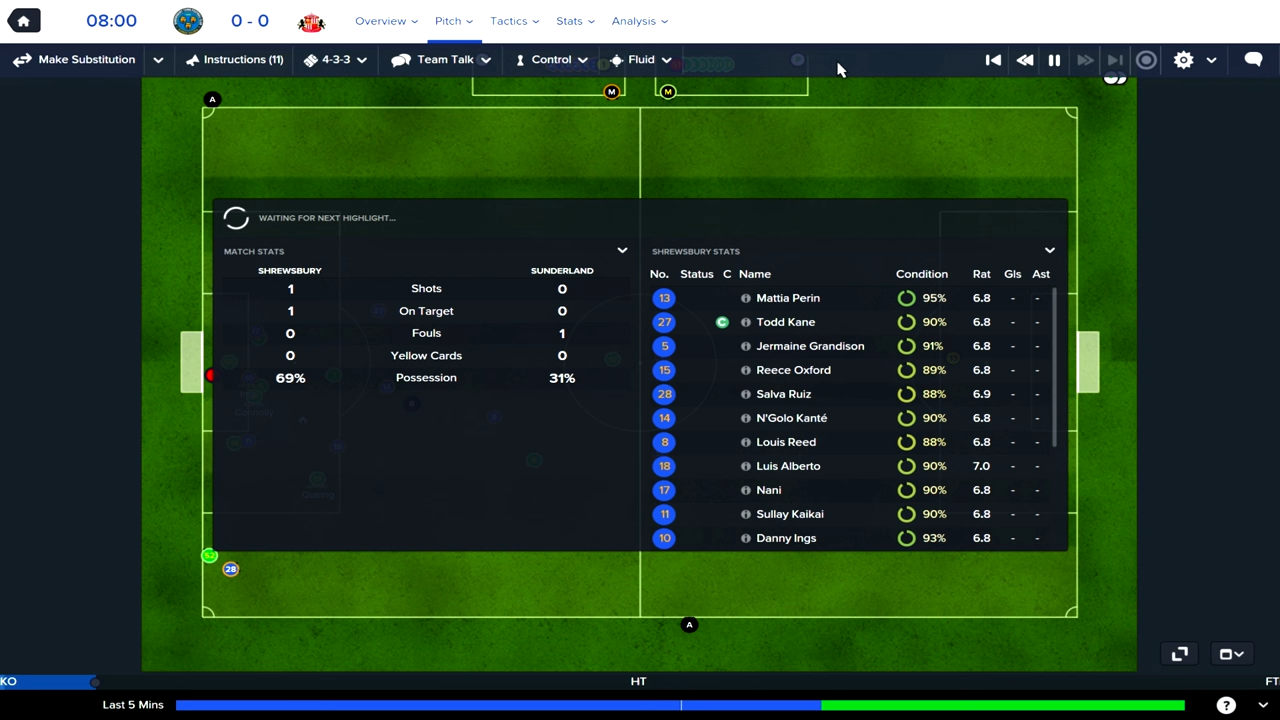 08:00 0 - 0 Overview Pitch Tactics Stats Analysis
Make Substitution Instructions (11) 4-3-3 Team Talk Control Fluid
M M
A
WAITING FOR NEXT HIGHLIGHT...
MATCH STATS
SHREWSBURY SUNDERLAND
1 Shots 0
1 On Target 0
0 Fouls 1
0 Yellow Cards 0
69% Possession 31%
SHREWSBURY STATS
No. Status C Name Condition Rat Gls Ast
13 Mattia Perin 95% 6.8 - -
27 C Todd Kane 90% 6.8 - -
5 Jermaine Grandison 91% 6.8 - -
15 Reece Oxford 89% 6.8 - -
28 Salva Ruiz 88% 6.9 - -
14 N'Golo Kanté 90% 6.8 - -
8 Louis Reed 88% 6.8 - -
18 Luis Alberto 90% 7.0 - -
17 Nani 90% 6.8 - -
11 Sullay Kaikai 90% 6.8 - -
10 Danny Ings 93% 6.8 - -
28
A
KO HT FT
Last 5 Mins ?